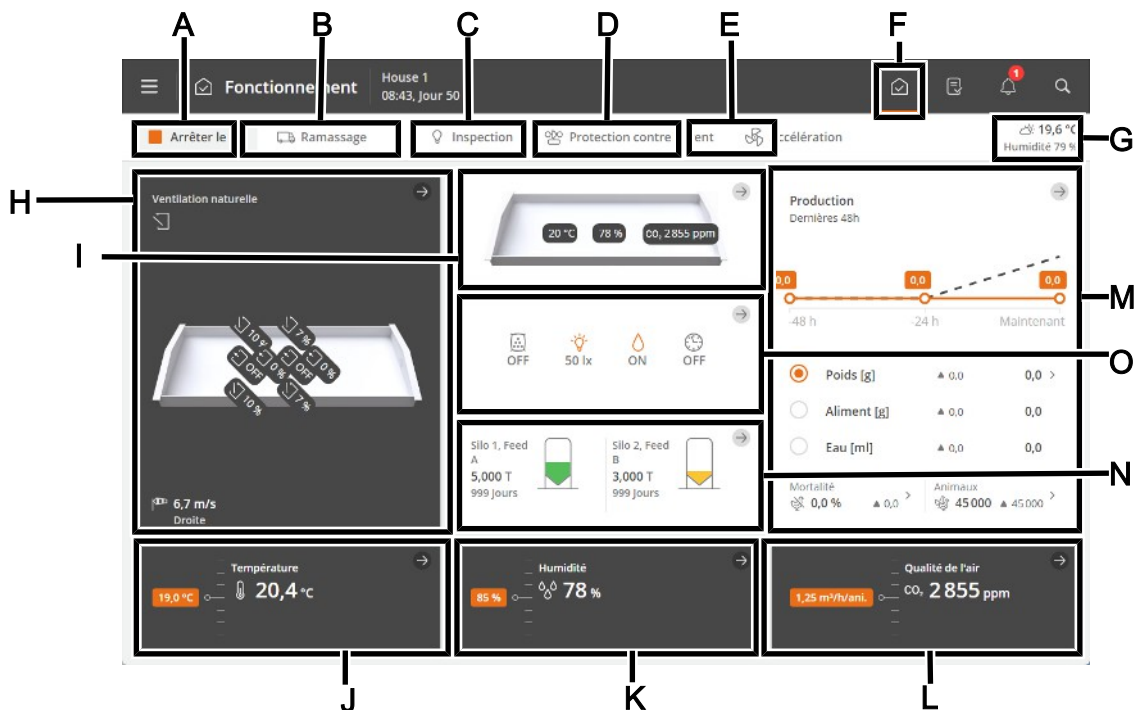 A B C D E F
Fonctionnement
House 1
08:43, Jour 50
1
Arrêter le
Ramassage
Inspection
Protection contre
ent
ccélération
19,6 °C
Humidité 79 %
G
H
Ventilation naturelle
10 %
7 %
OFF
0 %
OFF
0 %
10 %
7 %
6,7 m/s
Droite
I
20 °C 78 % CO₂ 2855 ppm
OFF 50 lx ON OFF
O
Silo 1, Feed
A
5,000 T
999 Jours
Silo 2, Feed
B
3,000 T
999 Jours
N
Production
Dernières 48h
0,0 0,0 0,0
-48 h -24 h Maintenant
M
Poids [g] ▲ 0,0 0,0 >
Aliment [g] ▲ 0,0 0,0
Eau [ml] ▲ 0,0 0,0
Mortalité
0,0 % ▲ 0,0 >
Animaux
45 000 ▲ 45 000 >
Température
19,0 °C 20,4 °C
Humidité
85 % 78 %
Qualité de l'air
1,25 m³/h/ani. CO₂ 2 855 ppm
J K L